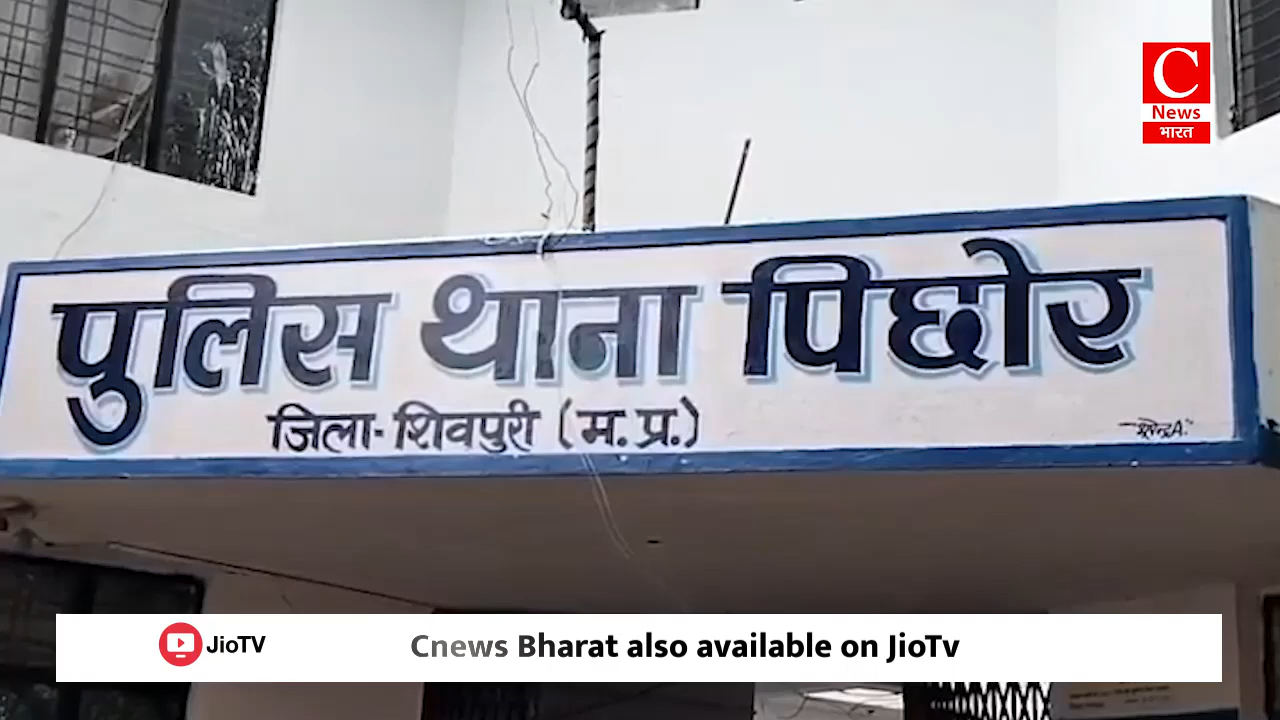 C
News
भारत
पुलिस थाना पिछोर
जिला- शिवपुरी (म.प्र.)
JioTV
Cnews Bharat also available on JioTv